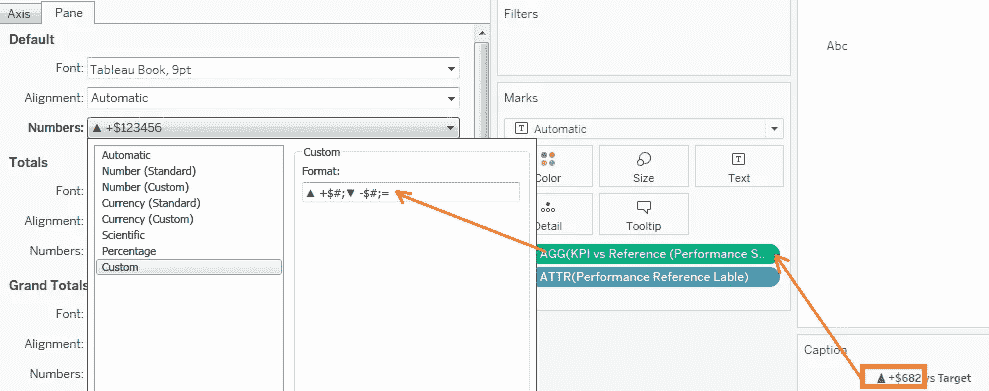 Axis Pane
Default
Font: Tableau Book, 9pt
Alignment: Automatic
Numbers: ▲ +$123456
Automatic
Number (Standard)
Number (Custom)
Currency (Standard)
Currency (Custom)
Scientific
Percentage
Custom
Custom
Format:
▲ +$#;▼ -$#;=
Totals
Font:
Alignment:
Numbers:
Grand Totals
Font:
Alignment:
Numbers:
Filters
Marks
T Automatic
Color
Size
T
Text
Detail
Tooltip
AGG(KPI vs Reference (Performance S..
ATTR(Performance Reference Lable)
Abc
Caption
▲ +$682 vs Target